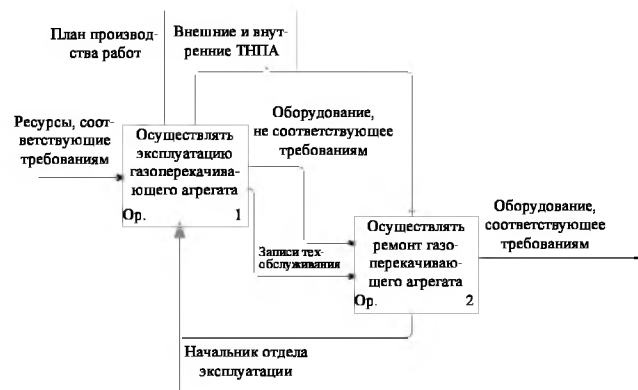 План производ-
ства работ
Внешние и внут-
ренние ТНПА
Ресурсы, соот-
ветствующие
требованиям
Осуществлять
эксплуатацию
газоперекачива-
ющего агрегата
Ор. 1
Оборудование,
не соответствующее
требованиям
Записи тех-
обслуживания
Осуществлять
ремонт газо-
перекачиваю-
щего агрегата
Ор. 2
Оборудование,
соответствующее
требованиям
Начальник отдела
эксплуатации